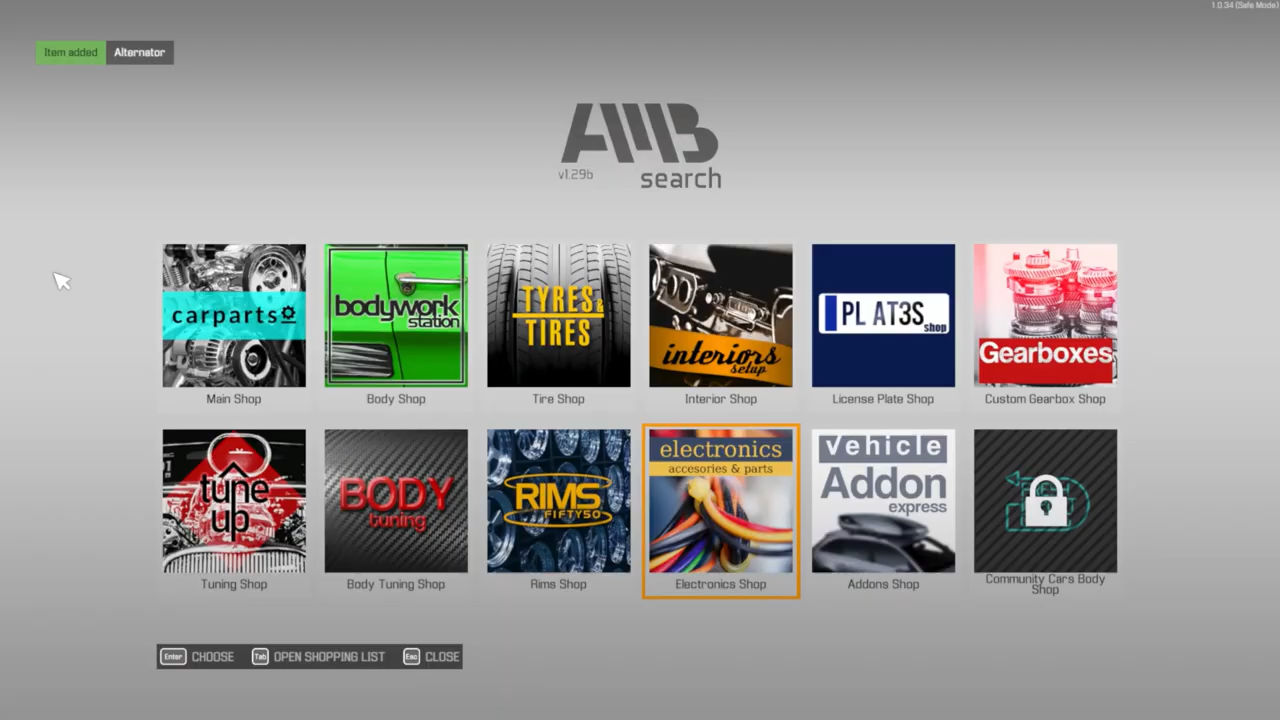 1.0.34 (Safe Mode)
Item added Alternator
AMB
v1.29b search
carparts
bodywork
station
TYRES &
TIRES
interiors
setup
PL AT3S
shop
Gearboxes
Main Shop
Body Shop
Tire Shop
Interior Shop
License Plate Shop
Custom Gearbox Shop
tune
up
BODY
tuning
RIMS
FIFTY50
electronics
accesories & parts
vehicle
Addon
express
Tuning Shop
Body Tuning Shop
Rims Shop
Electronics Shop
Addons Shop
Community Cars Body
Shop
Enter CHOOSE Tab OPEN SHOPPING LIST Esc CLOSE